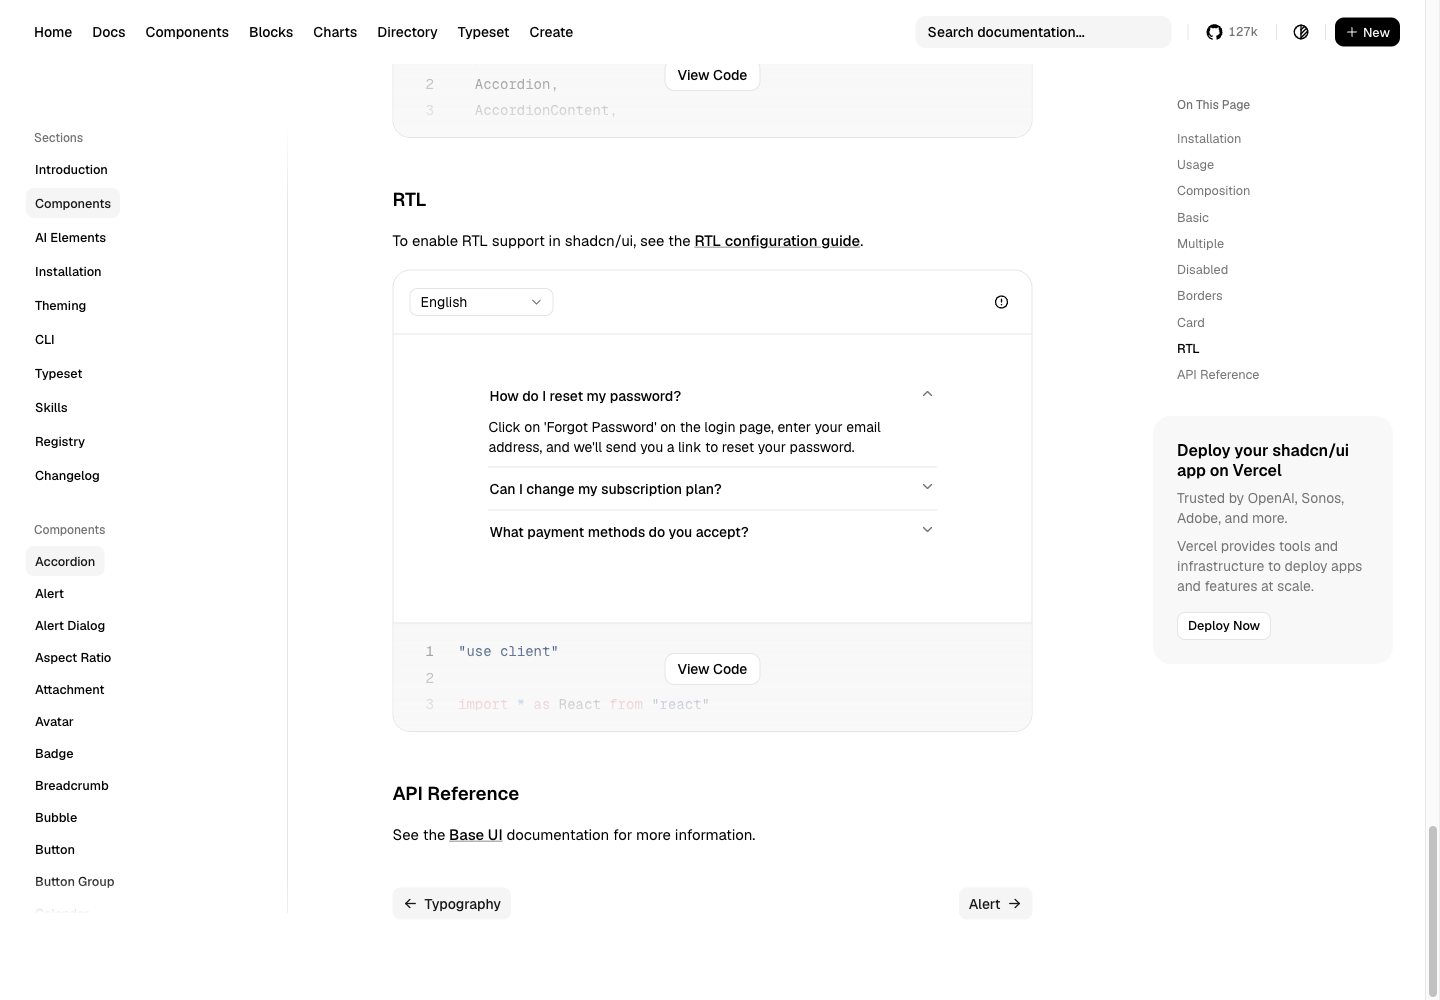 Home Docs Components Blocks Charts Directory Typeset Create
Search documentation...
127k
New
Sections
Introduction
Components
AI Elements
Installation
Theming
CLI
Typeset
Skills
Registry
Changelog
Components
Accordion
Alert
Alert Dialog
Aspect Ratio
Attachment
Avatar
Badge
Breadcrumb
Bubble
Button
Button Group
2 Accordion,
3 AccordionContent,
View Code
RTL
To enable RTL support in shadcn/ui, see the RTL configuration guide.
English
How do I reset my password?
Click on 'Forgot Password' on the login page, enter your email
address, and we'll send you a link to reset your password.
Can I change my subscription plan?
What payment methods do you accept?
1 "use client"
2
3 import * as React from "react"
View Code
API Reference
See the Base UI documentation for more information.
Typography
Alert
On This Page
Installation
Usage
Composition
Basic
Multiple
Disabled
Borders
Card
RTL
API Reference
Deploy your shadcn/ui
app on Vercel
Trusted by OpenAI, Sonos,
Adobe, and more.
Vercel provides tools and
infrastructure to deploy apps
and features at scale.
Deploy Now